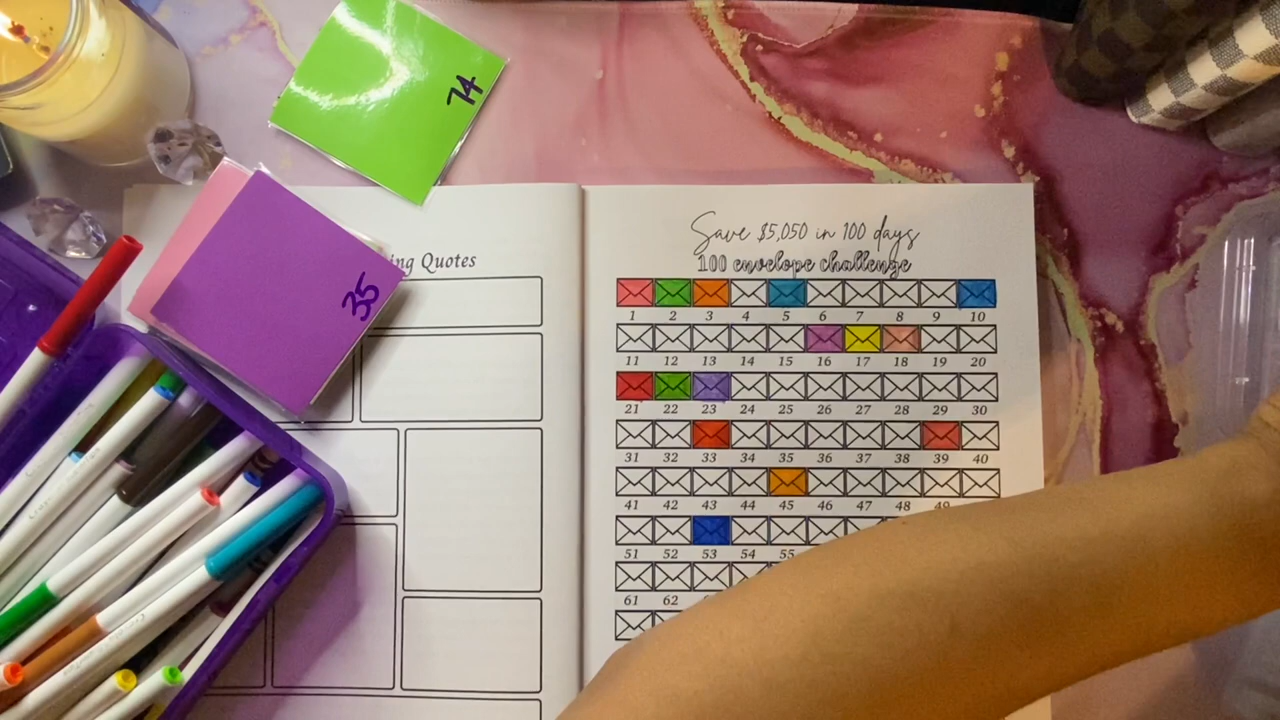 74
35
ing Quotes
Save $5,050 in 100 days
100 envelope challenge
1 2 3 4 5 6 7 8 9 10
11 12 13 14 15 16 17 18 19 20
21 22 23 24 25 26 27 28 29 30
31 32 33 34 35 36 37 38 39 40
41 42 43 44 45 46 47 48 49
51 52 53 54 55
61 62